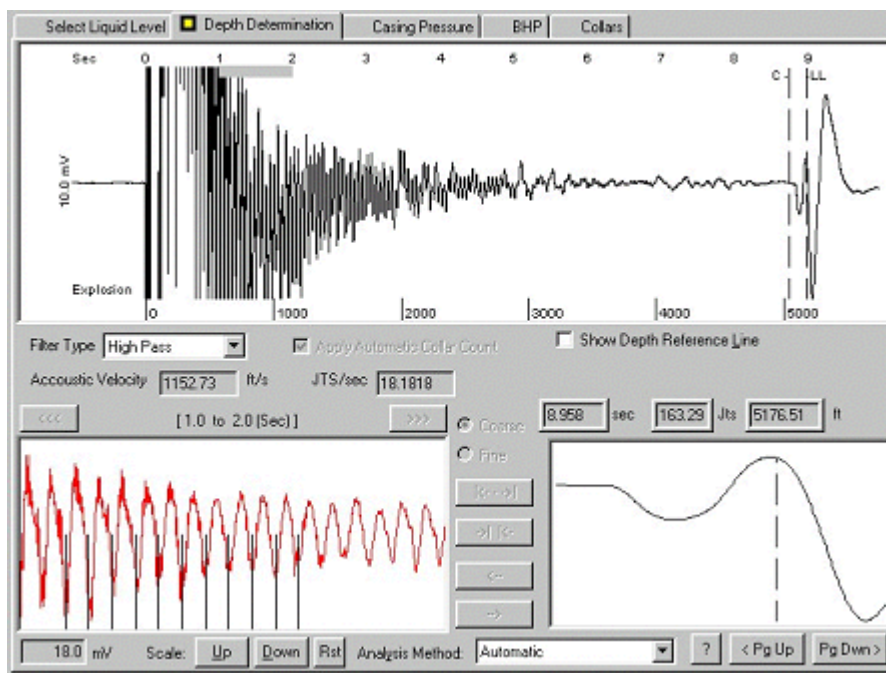 Select Liquid Level Depth Determination Casing Pressure BHP Collars
Sec 0 1 2 3 4 5 6 7 8 9
C LL
10.0 mV
Explosion
0 1000 2000 3000 4000 5000
Filter Type High Pass Apply Automatic Collar Count Show Depth Reference Line
Accoustic Velocity 1152.73 ft/s JTS/sec 18.1818
<<< [ 1.0 to 2.0 (Sec) ] >>> Coarse 8.958 sec 163.29 Jts 5176.51 ft
Fine
|<-->|
>| |<-
<--
-->
18.0 mV Scale: Up Down Rst Analysis Method: Automatic ? < Pg Up Pg Dwn >